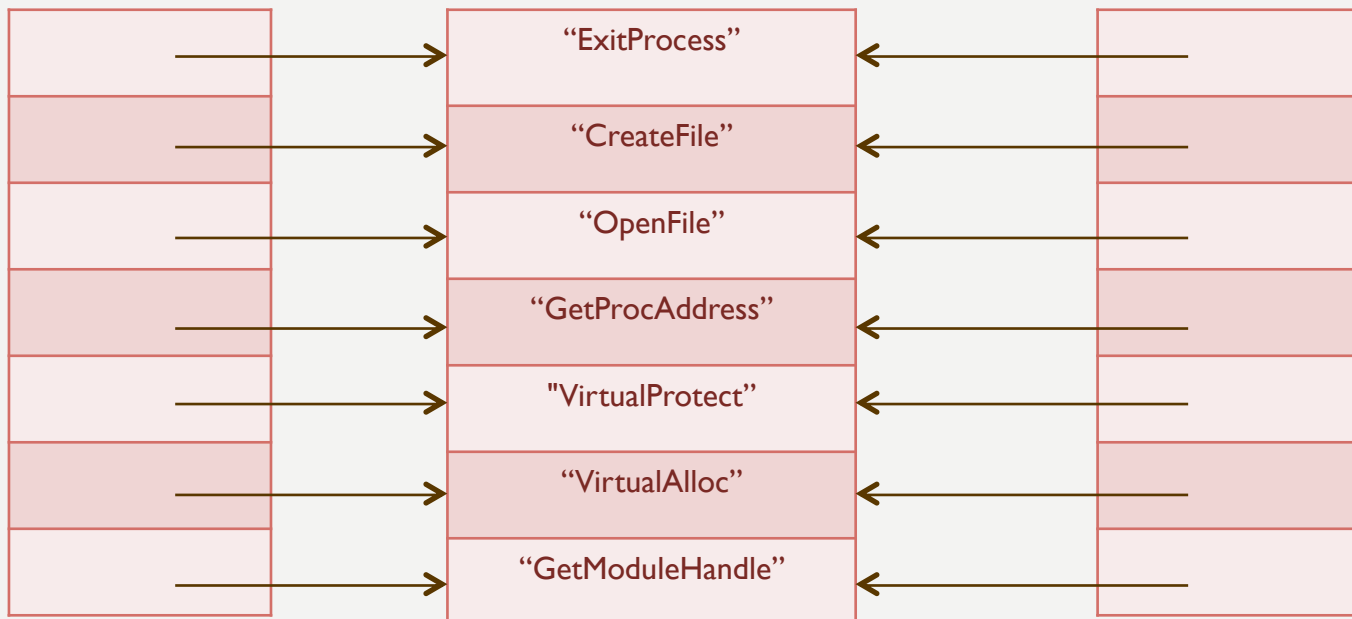 “ExitProcess”
“CreateFile”
“OpenFile”
“GetProcAddress”
"VirtualProtect”
“VirtualAlloc”
“GetModuleHandle”